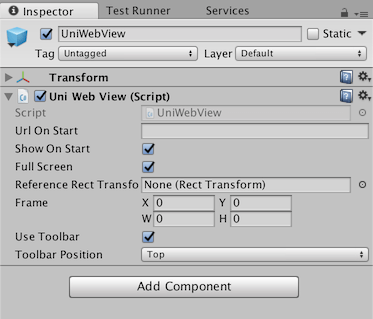 Inspector Test Runner Services
UniWebView Static
Tag Untagged Layer Default
Transform
Uni Web View (Script)
Script UniWebView
Url On Start
Show On Start
Full Screen
Reference Rect Transfo None (Rect Transform)
Frame X 0 Y 0
W 0 H 0
Use Toolbar
Toolbar Position Top
Add Component